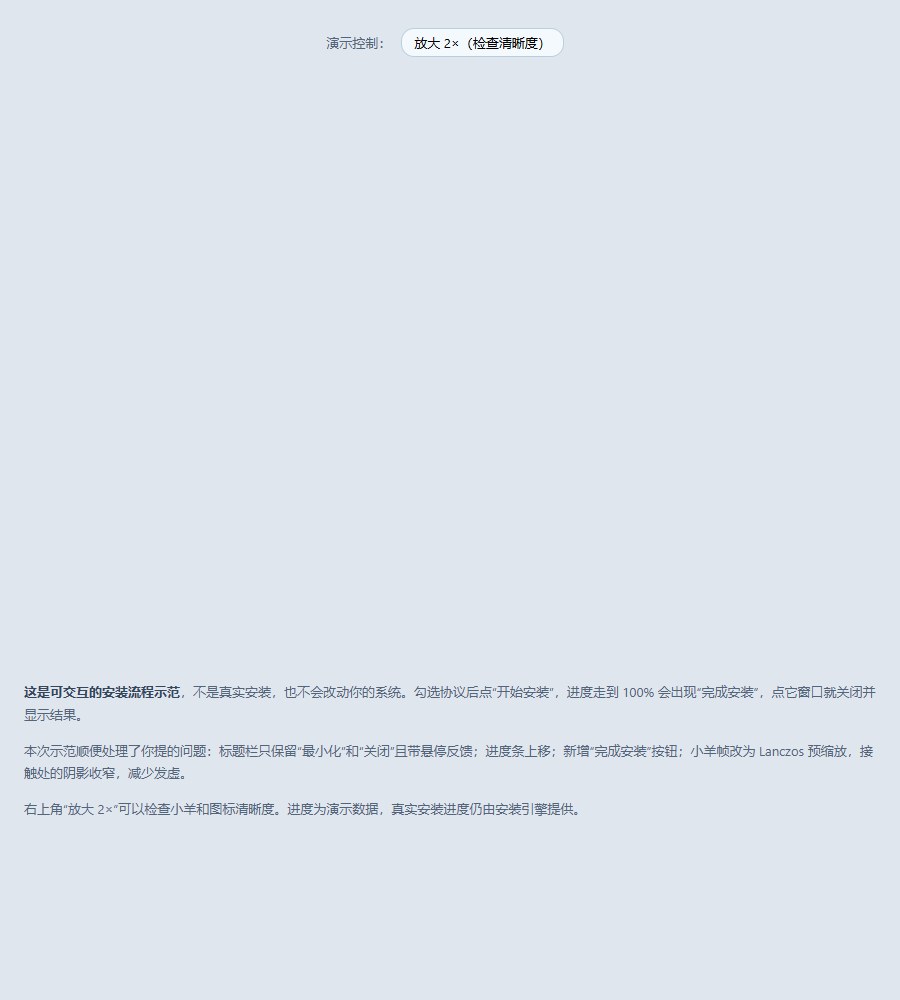 演示控制：
放大 2×（检查清晰度）
这是可交互的安装流程示范，不是真实安装，也不会改动你的系统。勾选协议后点“开始安装”，进度走到 100% 会出现“完成安装”，点它窗口就关闭并
显示结果。
本次示范顺便处理了你提的问题：标题栏只保留“最小化”和“关闭”且带悬停反馈；进度条上移；新增“完成安装”按钮；小羊帧改为 Lanczos 预缩放，接
触处的阴影收窄，减少发虚。
右上角“放大 2×”可以检查小羊和图标清晰度。进度为演示数据，真实安装进度仍由安装引擎提供。